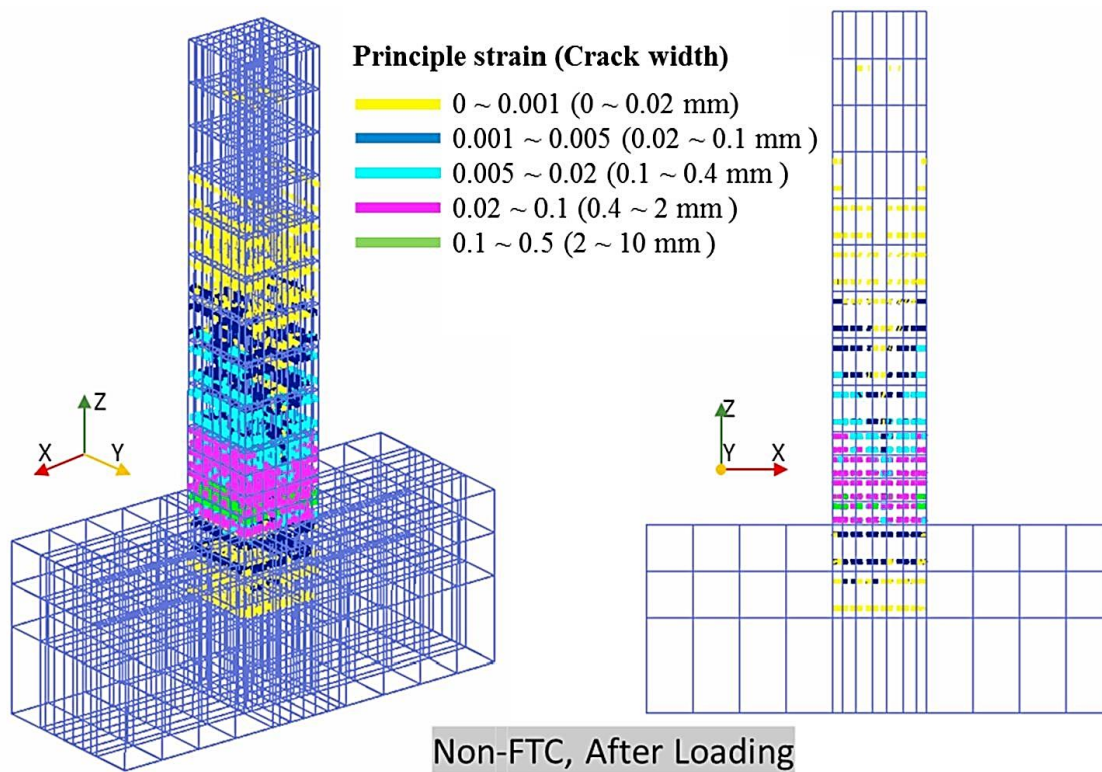 Principle strain (Crack width)
0 ~ 0.001 (0 ~ 0.02 mm)
0.001 ~ 0.005 (0.02 ~ 0.1 mm )
0.005 ~ 0.02 (0.1 ~ 0.4 mm )
0.02 ~ 0.1 (0.4 ~ 2 mm )
0.1 ~ 0.5 (2 ~ 10 mm )
Z
X
Y
Z
Y
X
Non-FTC, After Loading